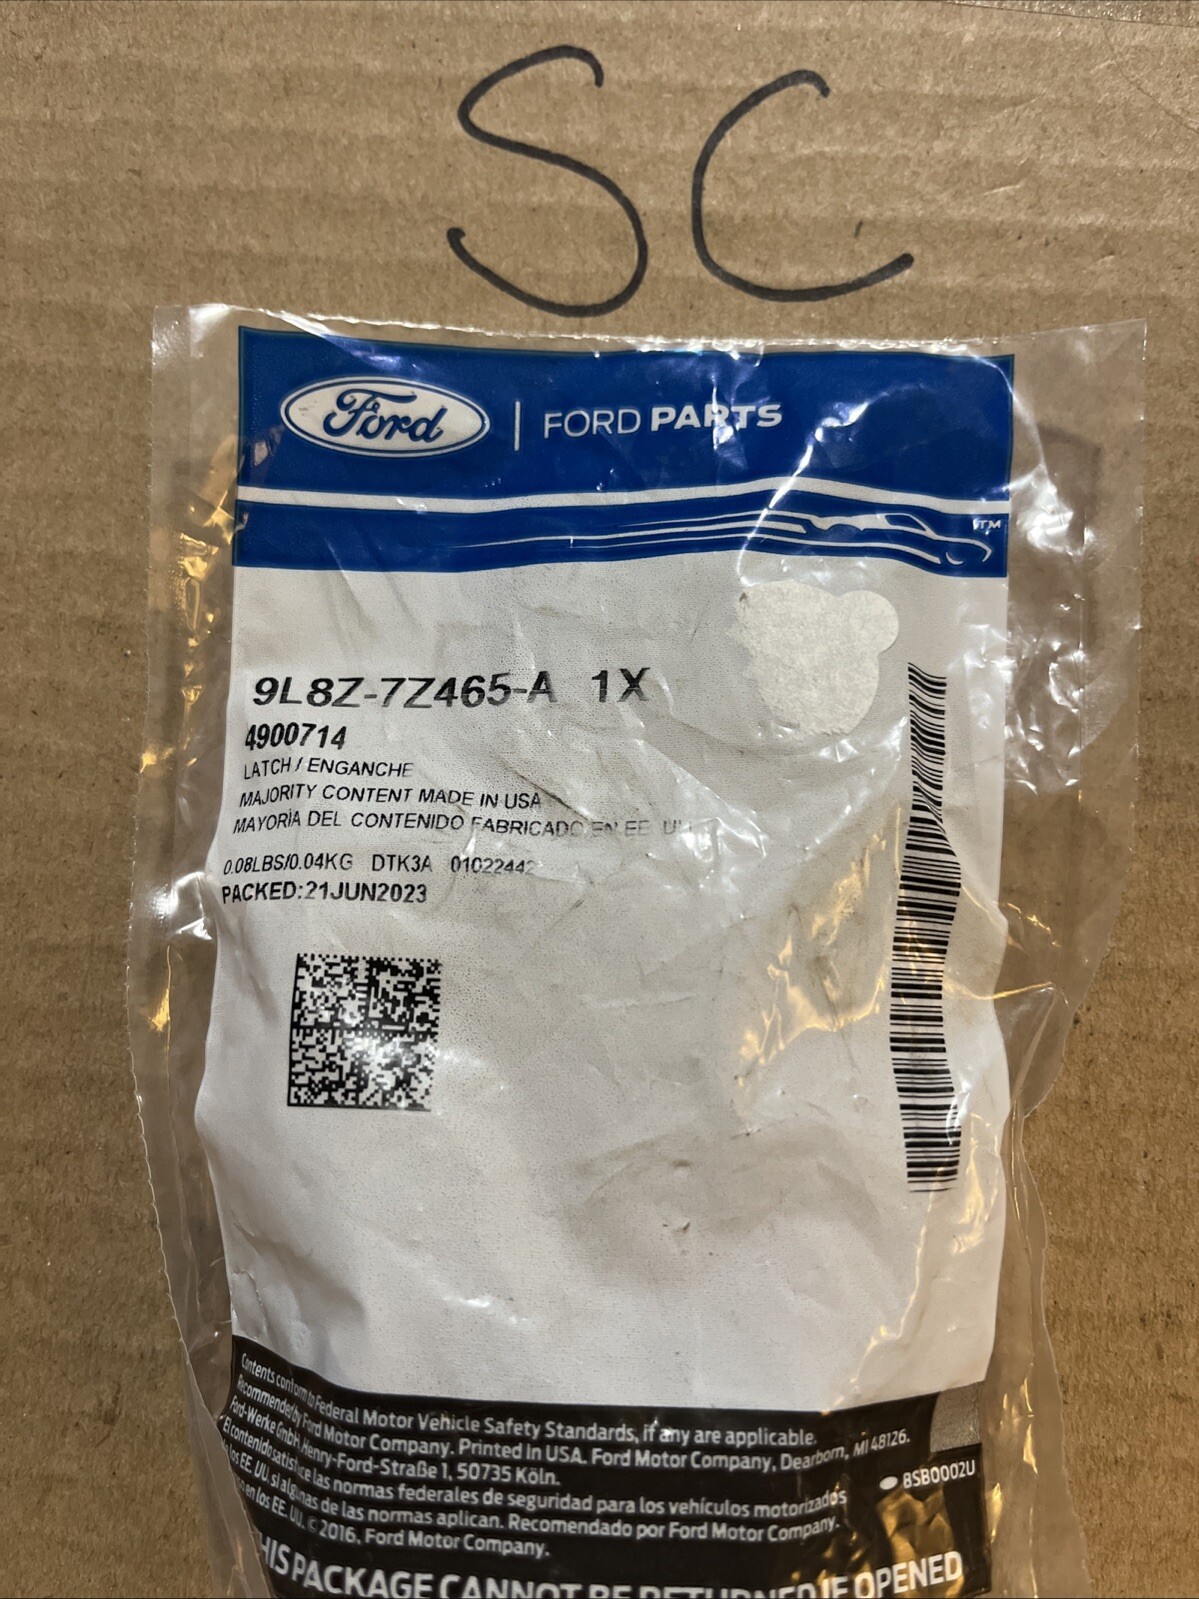 SC
Ford | FORD PARTS
TM
9L8Z-7Z465-A 1X
4900714
LATCH / ENGANCHE
MAJORITY CONTENT MADE IN USA
MAYORÍA DEL CONTENIDO FABRICADO EN EE. UU.
0.08LBS/0.04KG DTK3A 01022442
PACKED:21JUN2023
Contents conform to Federal Motor Vehicle Safety Standards, if any are applicable.
Recommended by Ford Motor Company. Printed in USA. Ford Motor Company, Dearborn, MI 48126.
Ford-Werke GmbH, Henry-Ford-Straße 1, 50735 Köln.
El contenido satisface las normas federales de seguridad para los vehículos motorizados
los EE. UU. si algunas de las normas aplican. Recomendado por Ford Motor Company.
en los EE. UU. © 2016, Ford Motor Company.
8SB0002U
THIS PACKAGE CANNOT BE RETURNED IF OPENED